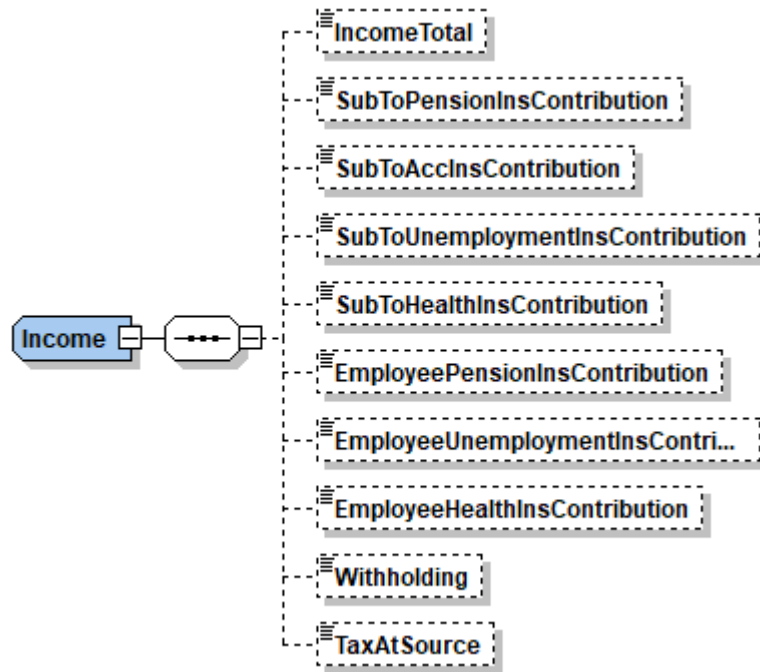 IncomeTotal
SubToPensionInsContribution
SubToAccInsContribution
SubToUnemploymentInsContribution
SubToHealthInsContribution
Income
EmployeePensionInsContribution
EmployeeUnemploymentInsContri...
EmployeeHealthInsContribution
Withholding
TaxAtSource